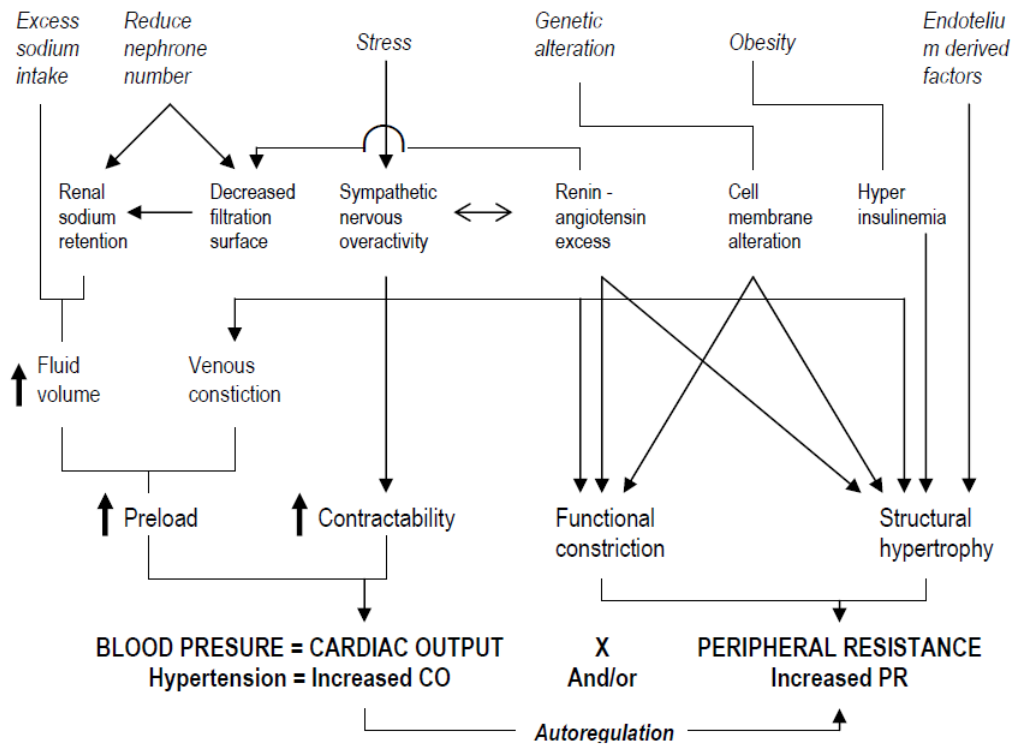 Excess
sodium
intake
Reduce
nephrone
number
Stress
Genetic
alteration
Obesity
Endoteliu
m derived
factors
Renal
sodium
retention
Decreased
filtration
surface
Sympathetic
nervous
overactivity
Renin -
angiotensin
excess
Cell
membrane
alteration
Hyper
insulinemia
Fluid
volume
Venous
constiction
Preload
Contractability
Functional
constriction
Structural
hypertrophy
BLOOD PRESURE = CARDIAC OUTPUT
Hypertension = Increased CO
X
And/or
PERIPHERAL RESISTANCE
Increased PR
Autoregulation